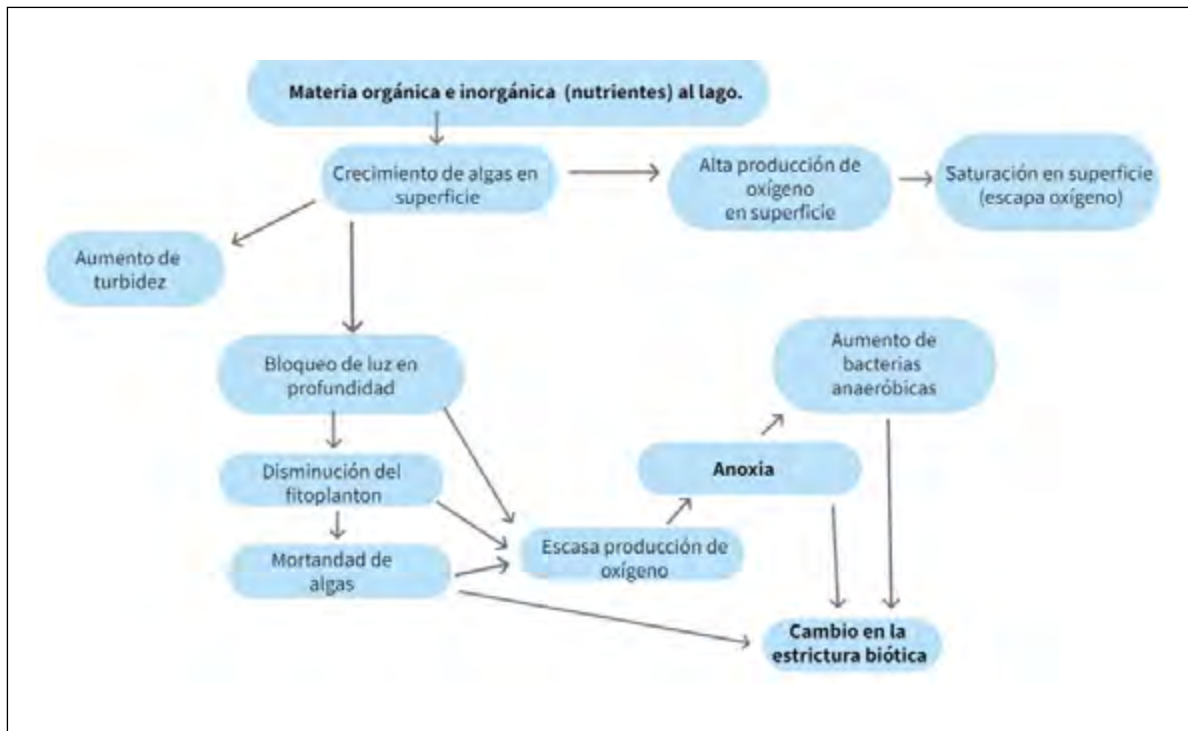 Materia orgánica e inorgánica (nutrientes) al lago.
Crecimiento de algas en
superficie
Alta producción de
oxígeno
en superficie
Saturación en superficie
(escapa oxígeno)
Aumento de
turbidez
Bloqueo de luz en
profundidad
Aumento de
bacterias
anaeróbicas
Disminución del
fitoplanton
Anoxia
Mortandad de
algas
Escasa producción de
oxígeno
Cambio en la
estrictura biótica